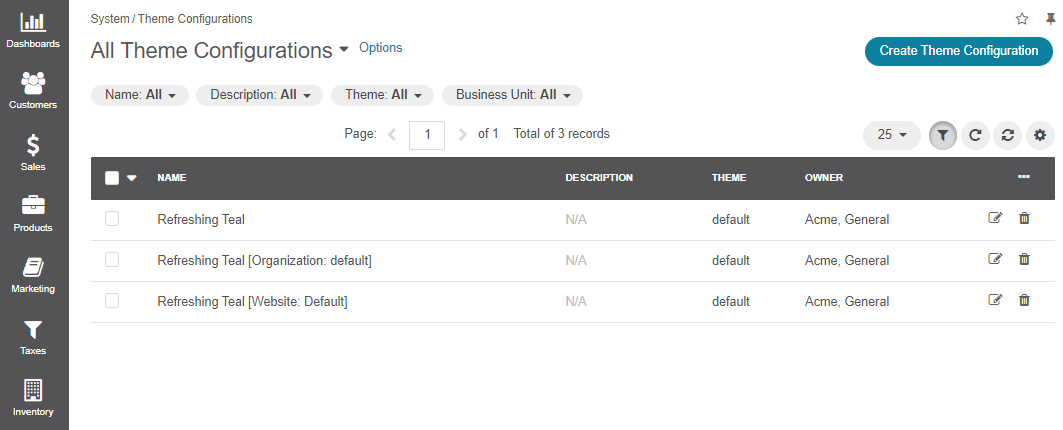 Dashboards
Customers
Sales
Products
Marketing
Taxes
Inventory
System / Theme Configurations
All Theme Configurations Options
Create Theme Configuration
Name: All Description: All Theme: All Business Unit: All
Page: 1 of 1 Total of 3 records 25
NAME DESCRIPTION THEME OWNER
Refreshing Teal N/A default Acme, General
Refreshing Teal [Organization: default] N/A default Acme, General
Refreshing Teal [Website: Default] N/A default Acme, General